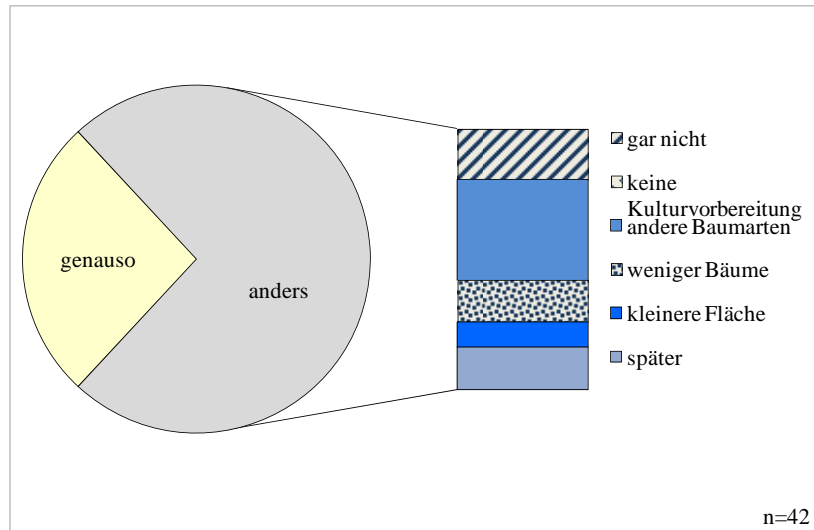 genauso
anders
gar nicht
keine
Kulturvorbereitung
andere Baumarten
weniger Bäume
kleinere Fläche
später
n=42